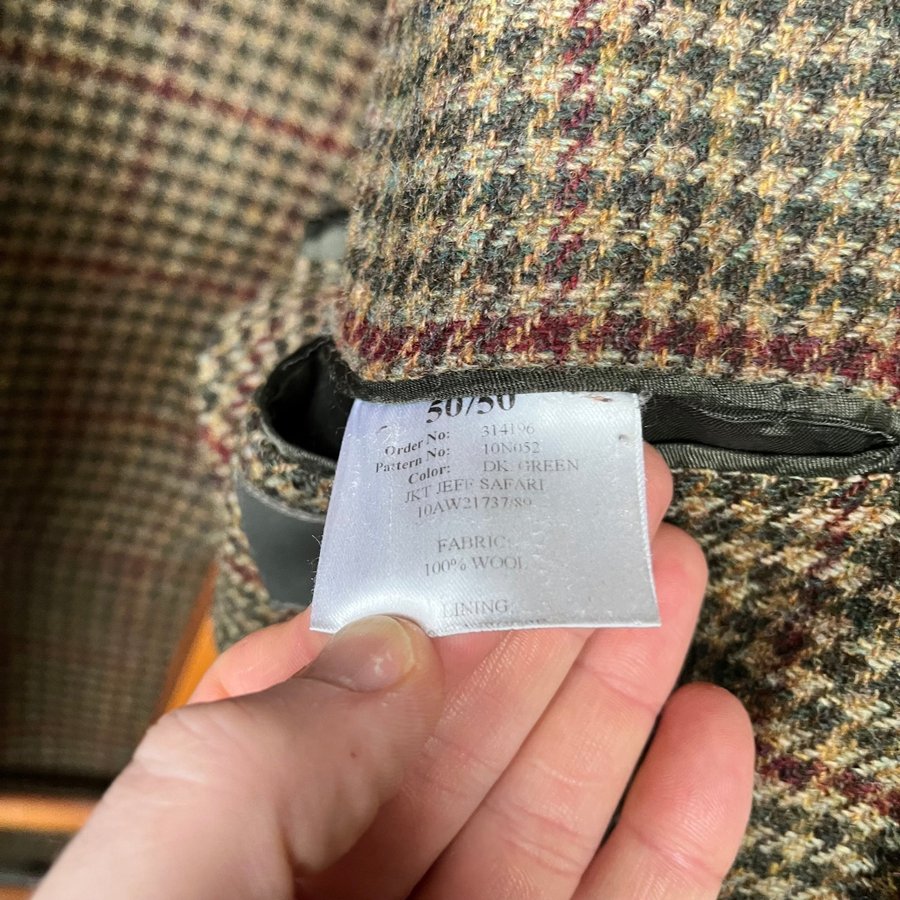 50/50
Order No: 314196
Pattern No: 10N052
Color: DK. GREEN
JKT JEFF SAFARI
10AW21737/89
FABRIC:
100% WOOL
LINING